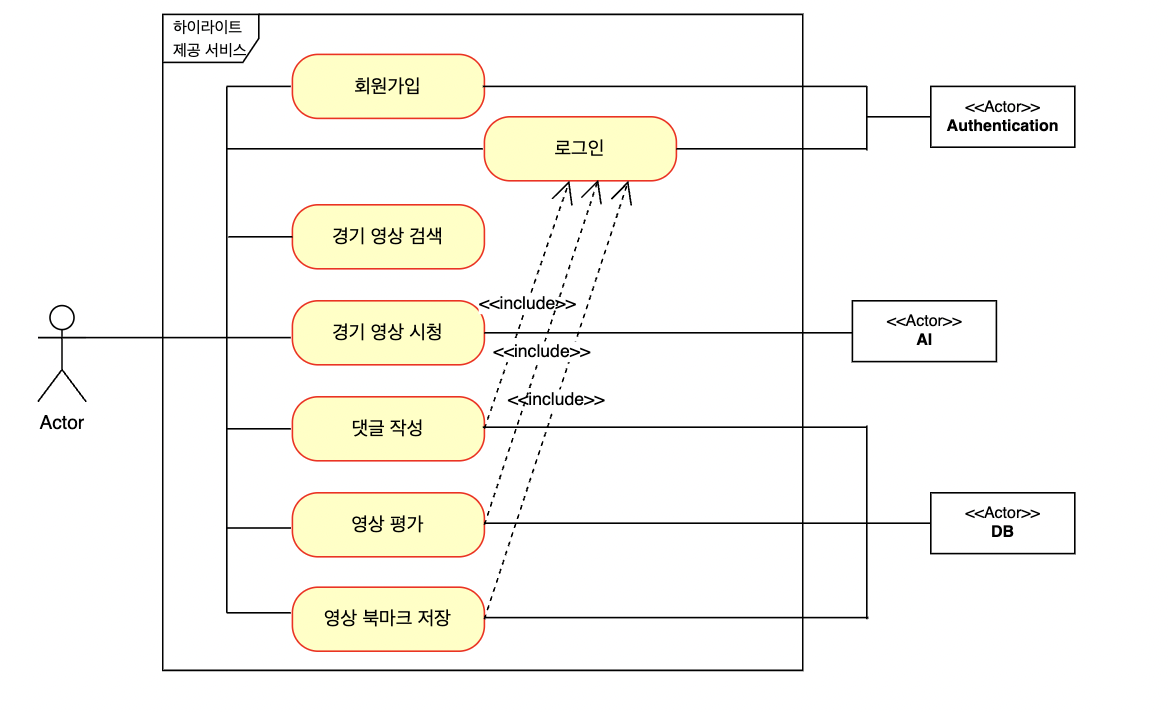 하이라이트
제공 서비스
회원가입
<<Actor>>
Authentication
로그인
경기 영상 검색
<<include>>
경기 영상 시청
<<Actor>>
AI
<<include>>
<<include>>
Actor
댓글 작성
영상 평가
<<Actor>>
DB
영상 북마크 저장